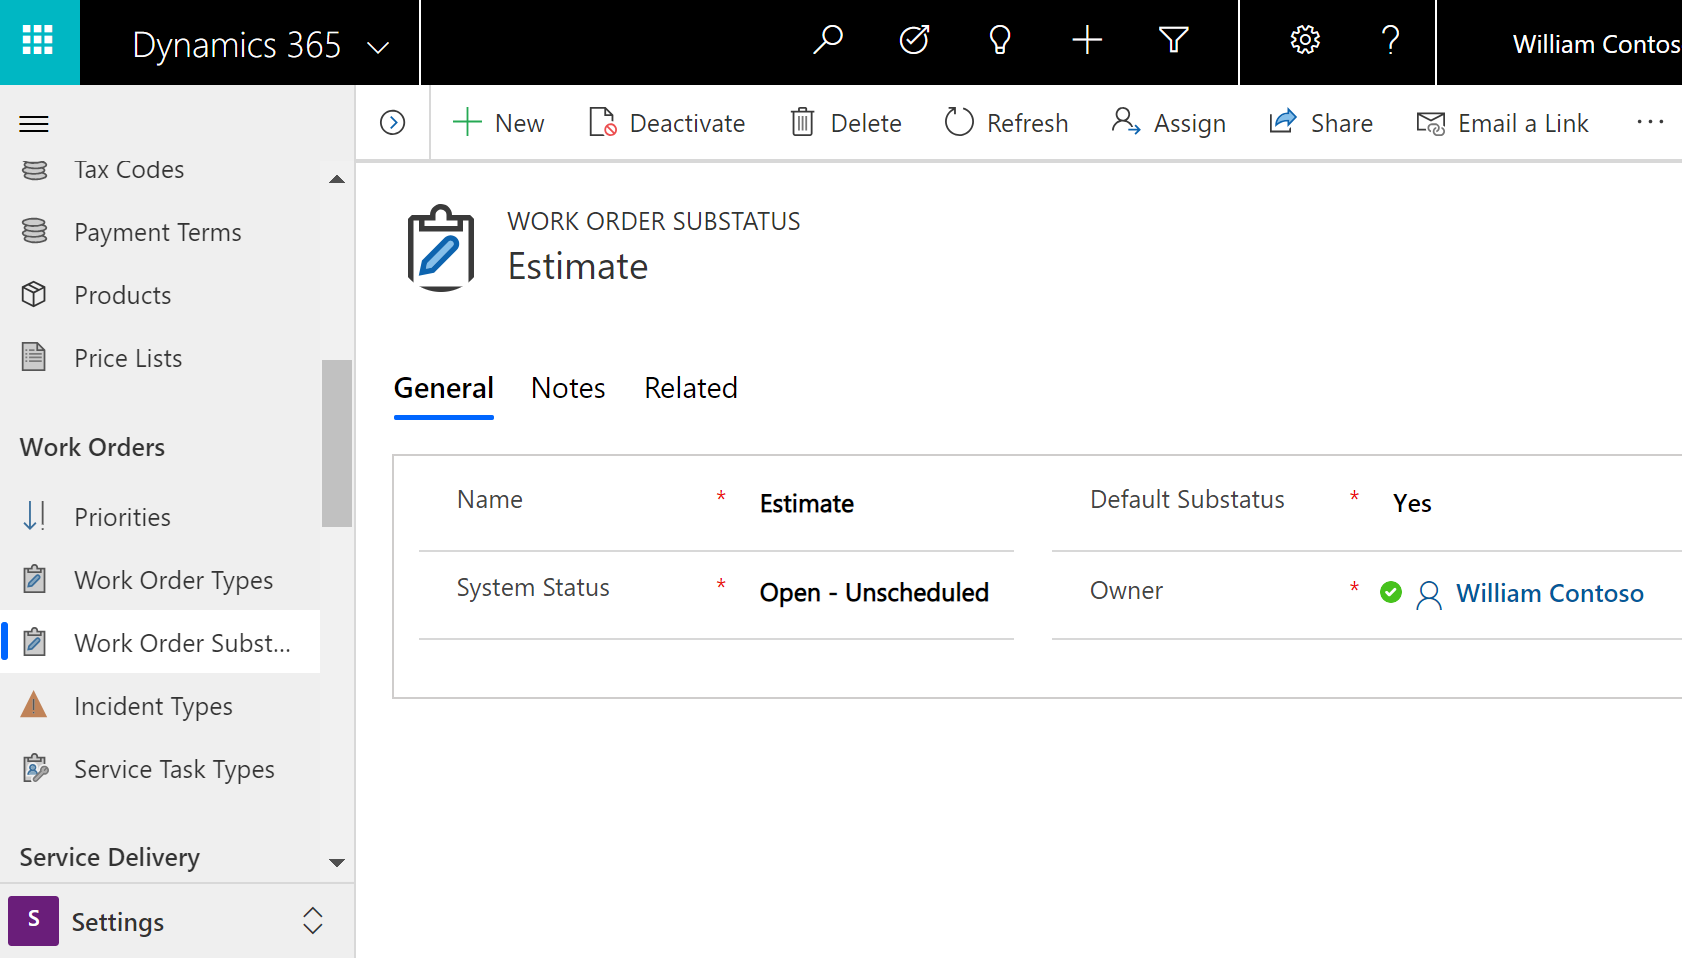 Dynamics 365
William Contos
New
Deactivate
Delete
Refresh
Assign
Share
Email a Link
Tax Codes
Payment Terms
Products
Price Lists
Work Orders
Priorities
Work Order Types
Work Order Subst...
Incident Types
Service Task Types
Service Delivery
S Settings
WORK ORDER SUBSTATUS
Estimate
General Notes Related
Name * Estimate
Default Substatus * Yes
System Status * Open - Unscheduled
Owner * William Contoso